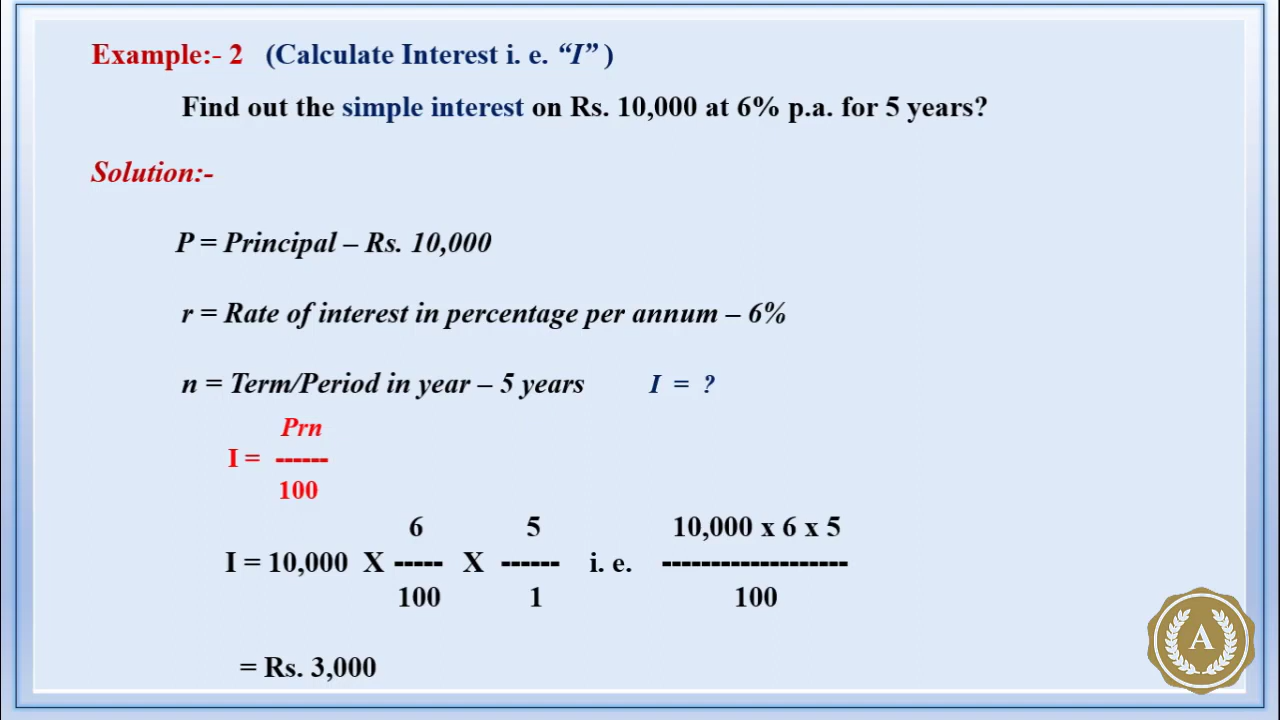 Example:- 2 (Calculate Interest i. e. “I” )
Find out the simple interest on Rs. 10,000 at 6% p.a. for 5 years?
Solution:-
P = Principal – Rs. 10,000
r = Rate of interest in percentage per annum – 6%
n = Term/Period in year – 5 years I = ?
Prn
I = ------
100
6 5 10,000 x 6 x 5
I = 10,000 X ----- X ------ i. e. -------------------
100 1 100
= Rs. 3,000
A